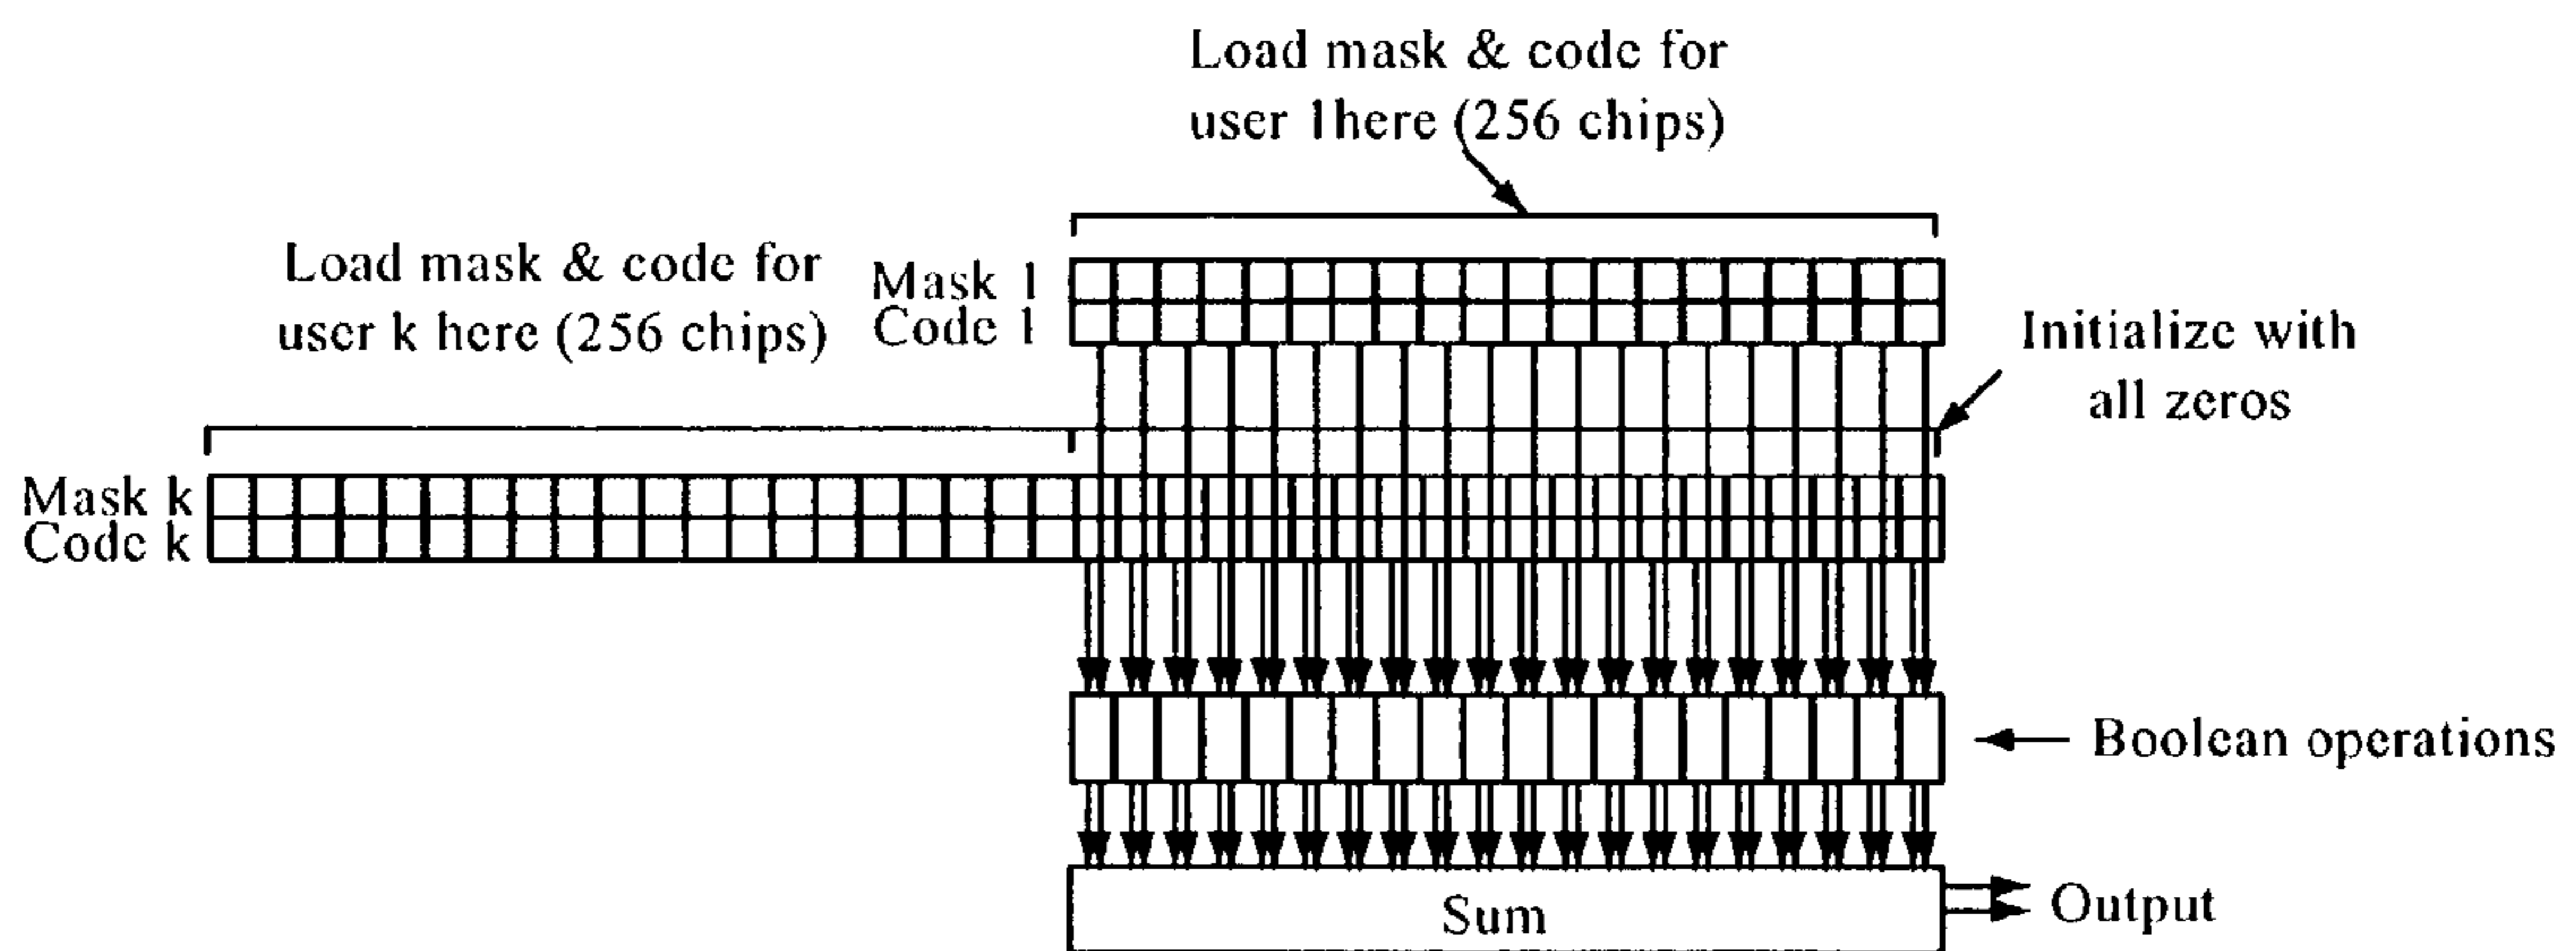 Load mask & code for
user 1here (256 chips)
Load mask & code for
user k here (256 chips)
Mask 1
Code 1
Initialize with
all zeros
Mask k
Code k
Boolean operations
Sum
Output